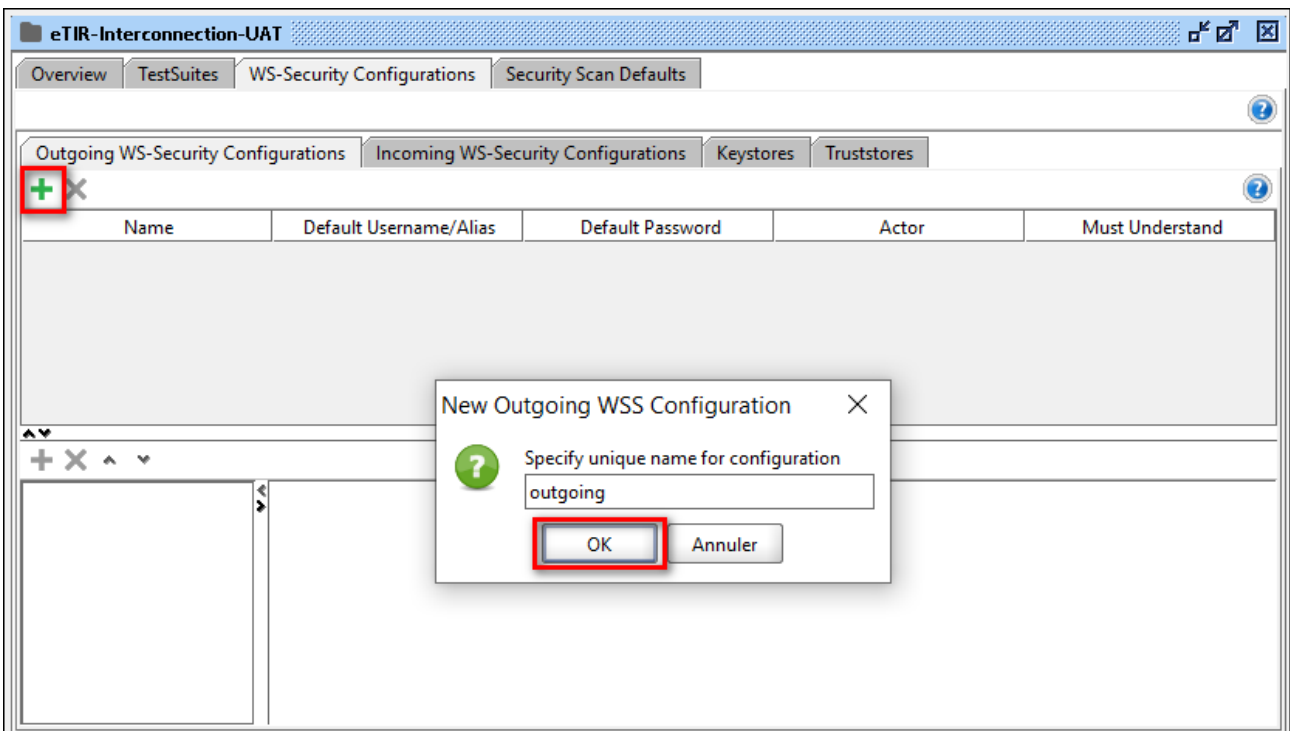 eTIR-Interconnection-UAT
Overview TestSuites WS-Security Configurations Security Scan Defaults
Outgoing WS-Security Configurations Incoming WS-Security Configurations Keystores Truststores
Name Default Username/Alias Default Password Actor Must Understand
New Outgoing WSS Configuration
Specify unique name for configuration
outgoing
OK Annuler